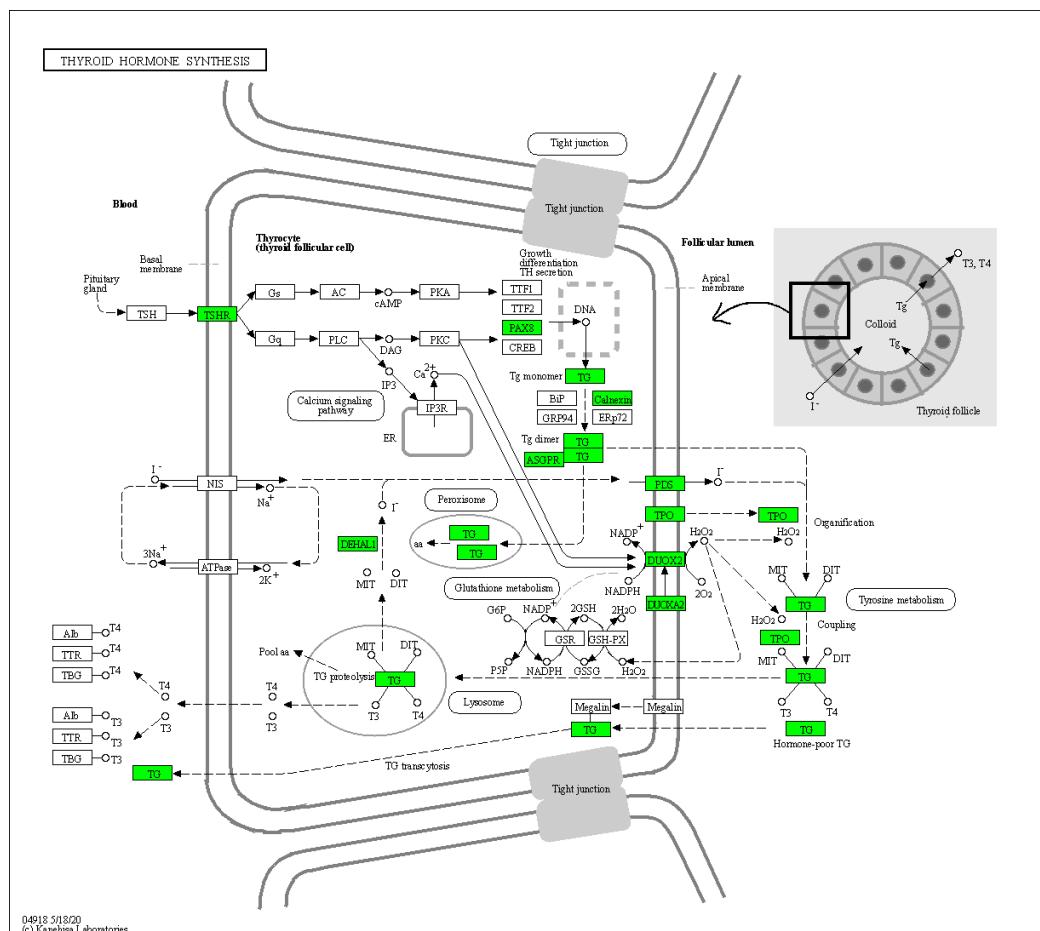 THYROID HORMONE SYNTHESIS
Tight junction
Tight junction
Blood
Thyrocyte
(thyroid follicular cell)
Follicular lumen
Basal
membrane
Growth
differentiation
TH secretion
Apical
membrane
Pituitary
gland
TSH
TSHR
Gs
AC
cAMP
PKA
TTF1
TTF2
PAX8
CREB
DNA
Gq
PLC
DAG
PKC
IP3
Ca2+
Calcium signaling
pathway
IP3R
ER
Tg monomer
TG
BiP
Calnexin
GRP94
ERp72
Tg dimer
TG
ASGPR
TG
T3, T4
Tg
Colloid
Tg
I-
Thyroid follicle
I-
NIS
Na+
3Na+
ATPase
2K+
I-
Peroxisome
aa
TG
TG
DEHAL1
MIT
DIT
PDS
I-
TPO
TPO
Organification
NADP+
H2O2
H2O2
DUOX2
NADPH
2O2
DUOXA2
Glutathione metabolism
G6P
NADP+
2GSH
2H2O
GSR
GSH-PX
P5P
NADPH
GSSG
H2O2
MIT
DIT
TG
H2O2
Coupling
TPO
Tyrosine metabolism
MIT
DIT
TG
T3
T4
Alb
T4
TTR
T4
TBG
T4
Pool aa
MIT
DIT
TG proteolysis
TG
T3
T4
Lysosome
T4
T3
T4
T3
Alb
T3
TTR
T3
TBG
T3
Megalin
Megalin
TG
TG
Hormone-poor TG
TG
TG transcytosis
Tight junction
04918 5/18/20
(c) Kanehisa Laboratories